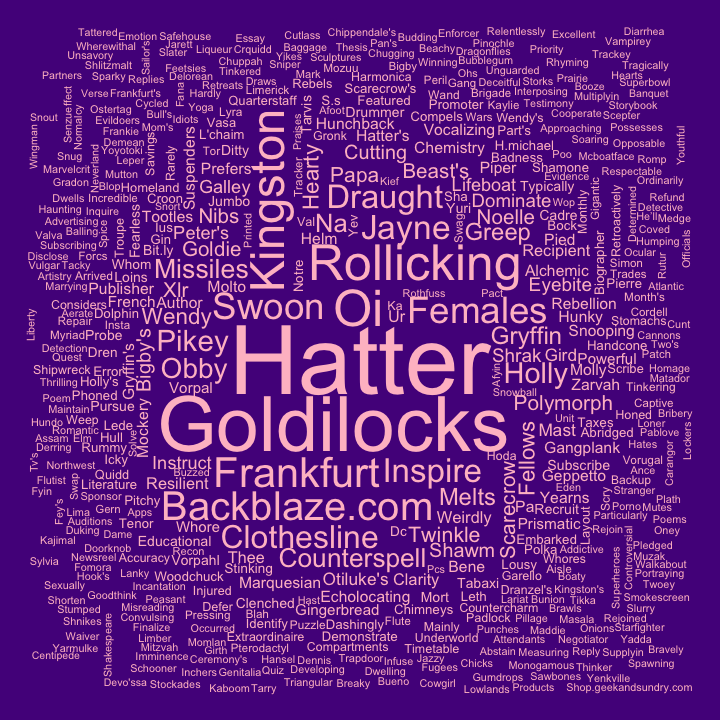 Hatter
Goldilocks
Rollicking
Kingston
Oi
Backblaze.com
Frankfurt
Females
Jayne
Swoon
Draught
Inspire
Clothesline
Counterspell
Holly
Pikey
Obby
Missiles
Wendy
Na
Noelle
Greep
Gryffin
Polymorph
Melts
Twinkle
Shawm
Scarecrow
Fellows
Hearty
Papa
Beast's
Lifeboat
Dominate
Eyebite
Xlr
Nibs
Goldie
Galley
Cutting
Hunchback
Vocalizing
Chemistry
Piper
Recipient
Alchemic
Rebellion
Snooping
Shrak
Gird
Powerful
Zarvah
Mast
Gangplank
Geppetto
Yearns
Recruit
Prismatic
Weirdly
Bene
Tabaxi
Otiluke's Clarity
Echolocating
Gingerbread
Marquesian
Thee
Educational
Whore
Resilient
Instruct
Mockery
Bigby's
Vorpal
Publisher
Author
French
Peter's
Tootles
Prefers
Suspenders
Jarvis
Hatter's
Drummer
Harmonica
Featured
Promoter
Compels
Wendy's
Badness
Shamone
Typically
Cadre
Bock
Pied
Hunky
Handcone
Molly
Scribe
Tinkering
Honed
Taxes
Abridged
Subscribe
Backup
Embarked
Polka
Lousy
Garello
Countercharm
Padlock
Underworld
Demonstrate
Compartments
Extraordinaire
Identify
Puzzle
Dashingly
Chimneys
Mort
Leth
Clenched
Injured
Woodchuck
Vorpahl
Stinking
Tenor
Pitchy
Literature
Quidd
Rummy
Icky
Hull
Lede
Pursue
Phoned
Probe
Dren
Error
Loins
Whom
Bit.ly
Gin
Molto
Jumbo
Homeland
Croon
Fearless
Troupe
Savings
Rarely
Quarterstaff
Limerick
Rebels
L'chaim
Lyra
Vasa
Ditty
Helm
Val
Yev
Notre
Tracker
Praises
Printed
Kief
Sha
Yuri
Swags
Ka
Ur
Rothfuss
Pact
Afyin
Snowball
Hoda
Dc
Pcs
Hast
Recon
Buzzed
Solver
Tattered
Emotion
Safehouse
Essay
Cutlass
Chippendale's
Budding
Enforcer
Relentlessly
Excellent
Diarrhea
Wherewithal
Jarett
Slater
Liqueur
Crquidd
Baggage
Thesis
Pan's
Beachy
Pinochle
Priority
Vampirey
Unsavory
Sailor's
Chuppah
Yikes
Sculptures
Chugging
Bigby
Winning
Dragonflies
Rhyming
Trackey
Shlitzmalt
Feetsies
Tinkered
Sniper
Mozuu
Ohs
Bubblegum
Unguarded
Tragically
Partners
Sparky
Replies
Delorean
Draws
Mark
Peril
Gang
Deceitful
Storks
Prairie
Hearts
Verse
Frankfurt's
Retreats
Hardly
S.s
Scarecrow's
Wand
Brigade
Interposing
Booze
Superbowl
Ostertag
Cycled
Fana
Yoga
Afoot
Gronk
Kaylie
Testimony
Multiplyin
Banquet
Evildoers
Bum's
Bull's
Idiots
Wars
Part's
Cooperate
Storybook
Scepter
Snout
Senzueffect
Normalcy
Frankie
Mom's
Tor
H.michael
Approaching
Possesses
Wingman
Demean
Yoyotoki
Soaring
Opposable
Youthful
Snug
Leper
Poo
Mcboatface
Romp
Marvelcrit
Neverland
Mutton
Evidence
Respectable
Gradon
Blop
Wop
Monthly
Gigantic
Ordinarily
Dwells
Incredible
Short
Retroactively
Determined
Refund
Haunting
Inquire
Detective
Advertising
Spice
Ius
He'll
Medge
Valva
Balling
Biographer
Coved
Subscribing
Humping
Disclose
Forcs
Simon
Ocular
Officials
Vulgar
Tacky
Trades
Rutur
Artistry
Arrived
Pierre
Atlantic
Marrying
Month's
Considers
Aerate
Dolphin
Cordell
Liberty
Repair
Insta
Stomachs
Cunt
Myriad
Cannons
Detection
Gryffin's
Two's
Quest
Patch
Shipwreck
Homage
Thrilling
Holly's
Matador
Poem
Captive
Maintain
Bribery
Hundo
Weep
Unit
Loner
Romantic
Pablove
Lockers
Assam
Elm
Hates
Derring
Vorugal
Carangor
Tv's
Northwest
Ance
Flutist
Swap
Eden
Stranger
Fyin
Sponsor
Scry
Porno
Plath
Fey's
Lima
Gern
Apps
Pa
Layout
Particularly
Mutes
Auditions
Poems
Duking
Dame
Rejoin
Oney
Kajimal
Doorknob
Addictive
Controversial
Pledged
Newsreel
Accuracy
Whores
Muzak
Sylvia
Fomora
Aisle
Superheroes
Walkabout
Hook's
Lanky
Boaty
Portraying
Sexually
Incantation
Dranzel's
Kingston's
Twoey
Shorten
Goodthink
Peasant
Defer
Lariat
Bunion
Tikka
Smokescreen
Stumped
Misreading
Pressing
Brawls
Slurry
Shnikes
Convulsing
Blah
Flute
Pillage
Masala
Rejoined
Shakespeare
Finalize
Occurred
Mainly
Punches
Maddie
Onions
Starfighter
Waiver
Limber
Momlan
Attendants
Negotiator
Yadda
Yarmulke
Mitzvah
Girth
Pterodactyl
Timetable
Abstain
Measuring
Reply
Supplyin
Bravely
Centipede
Imminence
Ceremony's
Hansel
Dennis
Trapdoor
Infuse
Jazzy
Chicks
Monogamous
Thinker
Spawning
Schooner
Inchers
Genitalia
Quiz
Developing
Dwelling
Fugees
Gumdrops
Sawbones
Yenkville
Devo'ssa
Stockades
Kaboom
Tarry
Triangular
Breaky
Bueno
Cowgirl
Lowlands
Products
Shop.geekandsundry.com